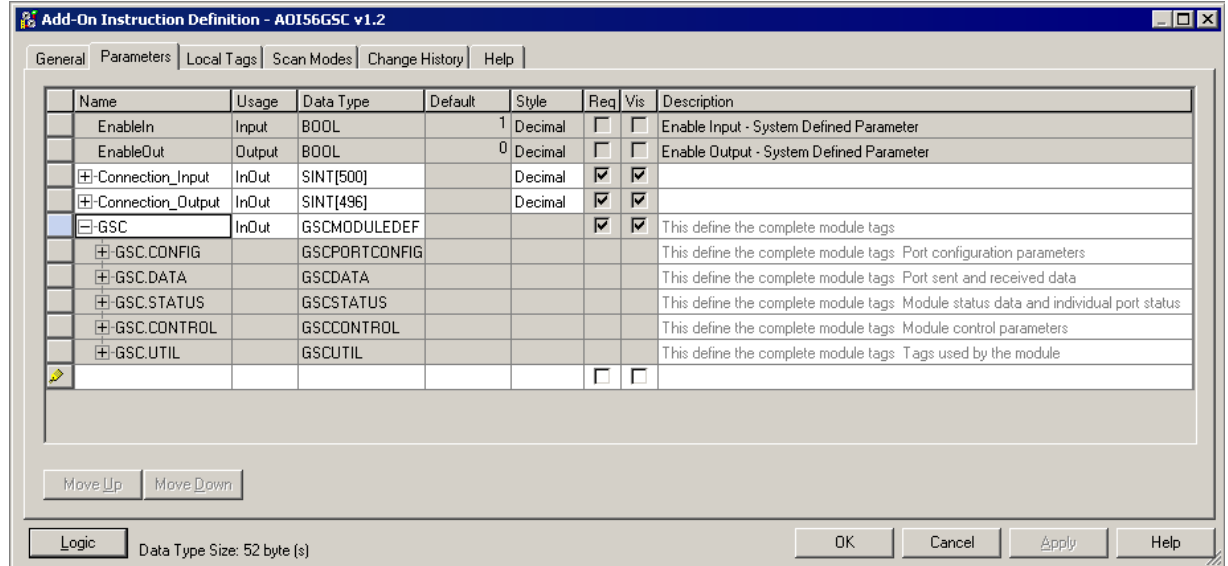 Add-On Instruction Definition - AOI56GSC v1.2
General Parameters Local Tags Scan Modes Change History Help
Name Usage Data Type Default Style Req Vis Description
EnableIn Input BOOL 1 Decimal Enable Input - System Defined Parameter
EnableOut Output BOOL 0 Decimal Enable Output - System Defined Parameter
Connection_Input InOut SINT[500] Decimal
Connection_Output InOut SINT[496] Decimal
GSC InOut GSCMODULEDEF This define the complete module tags
GSC.CONFIG GSCPORTCONFIG This define the complete module tags Port configuration parameters
GSC.DATA GSCDATA This define the complete module tags Port sent and received data
GSC.STATUS GSCSTATUS This define the complete module tags Module status data and individual port status
GSC.CONTROL GSCCONTROL This define the complete module tags Module control parameters
GSC.UTIL GSCUTIL This define the complete module tags Tags used by the module
Move Up Move Down
Logic Data Type Size: 52 byte (s) OK Cancel Apply Help